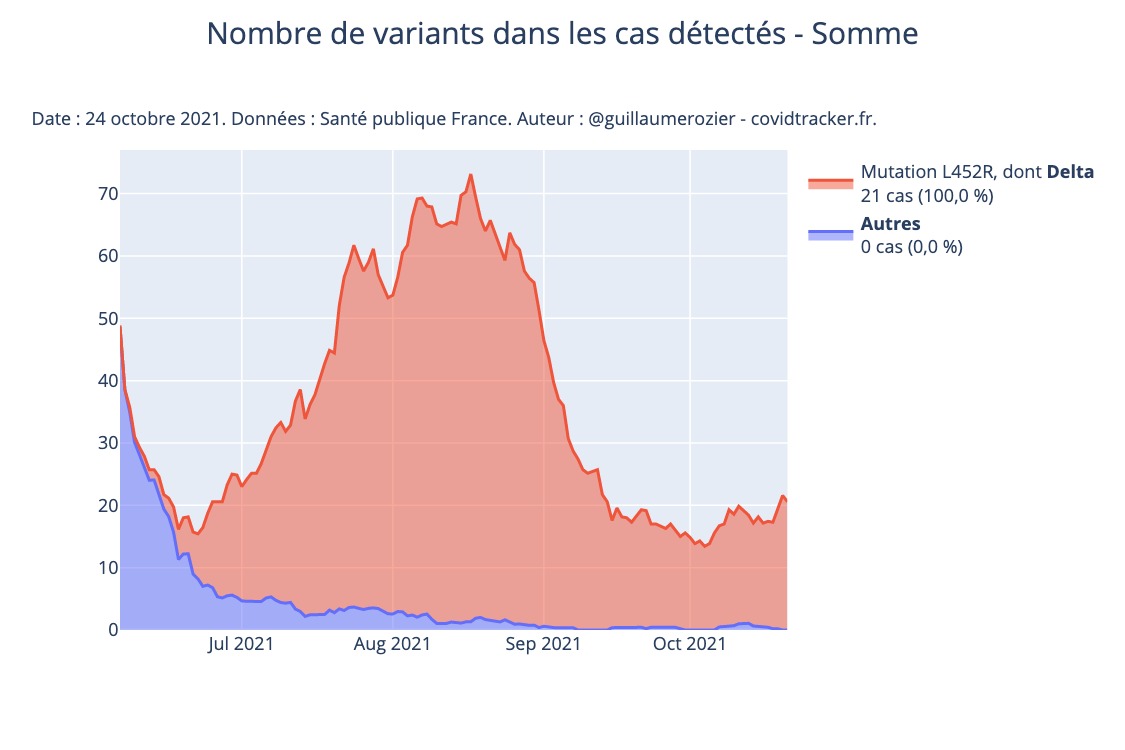 Nombre de variants dans les cas détectés - Somme
Date : 24 octobre 2021. Données : Santé publique France. Auteur : @guillaumerozier - covidtracker.fr.
Mutation L452R, dont Delta
21 cas (100,0 %)
Autres
0 cas (0,0 %)
70
60
50
40
30
20
10
0
Jul 2021 Aug 2021 Sep 2021 Oct 2021